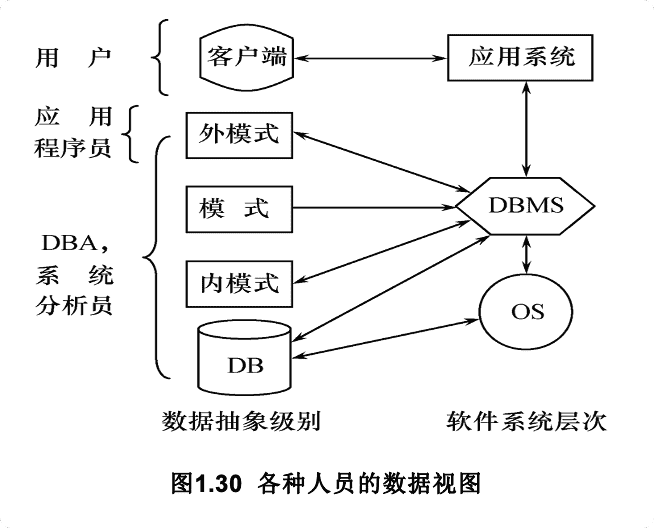 用 户
客户端
应用系统
应 用
程序员
外模式
模 式
DBMS
DBA,
系 统
分析员
内模式
OS
DB
数据抽象级别
软件系统层次
图1.30 各种人员的数据视图